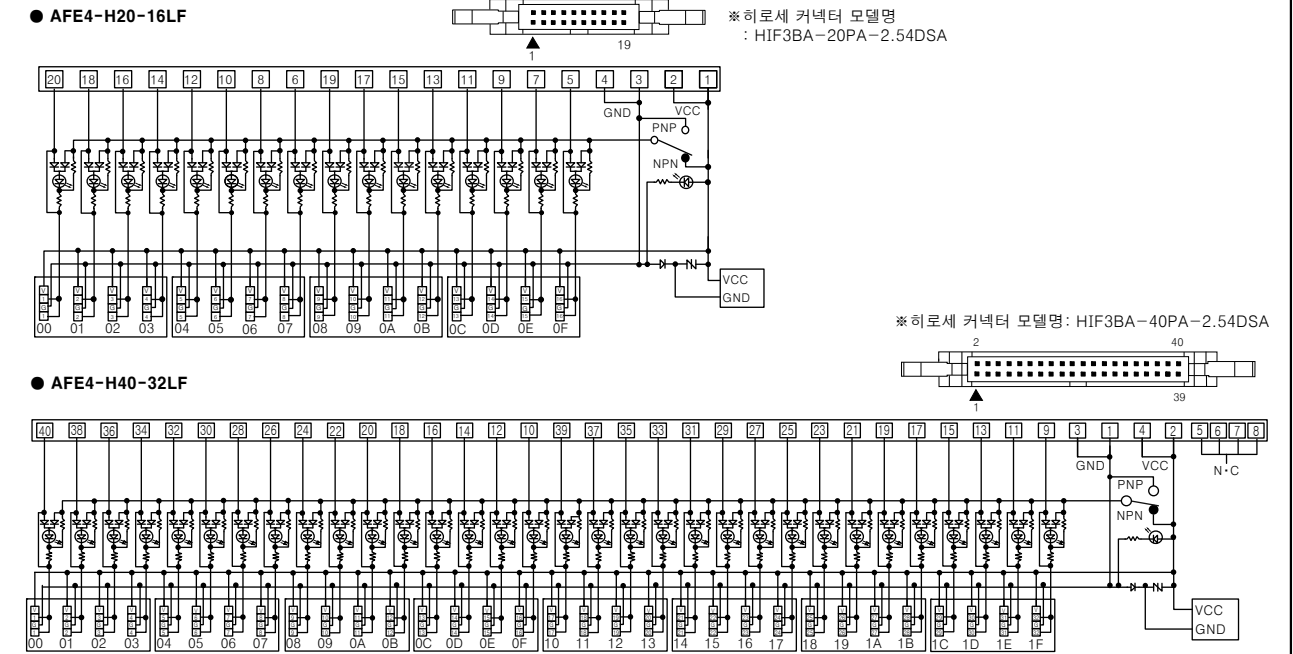 ● AFE4-H20-16LF
※히로세 커넥터 모델명
: HIF3BA-20PA-2.54DSA
1 19
20 18 16 14 12 10 8 6 19 17 15 13 11 9 7 5 4 3 2 1
GND VCC
PNP
NPN
VCC
GND
00 01 02 03 04 05 06 07 08 09 0A 0B 0C 0D 0E 0F
※히로세 커넥터 모델명: HIF3BA-40PA-2.54DSA
2 40
1 39
● AFE4-H40-32LF
40 38 36 34 32 30 28 26 24 22 20 18 16 14 12 10 39 37 35 33 31 29 27 25 23 21 19 17 15 13 11 9 3 1 4 2 5 6 7 8
GND VCC N·C
PNP
NPN
VCC
GND
00 01 02 03 04 05 06 07 08 09 0A 0B 0C 0D 0E 0F 10 11 12 13 14 15 16 17 18 19 1A 1B 1C 1D 1E 1F